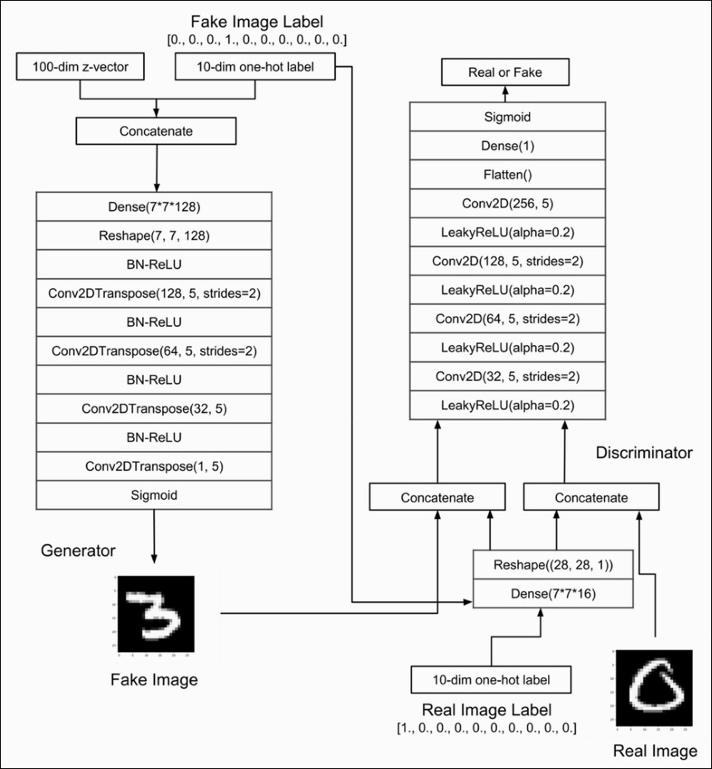 Fake Image Label
[0., 0., 0., 1., 0., 0., 0., 0., 0., 0.]
100-dim z-vector
10-dim one-hot label
Concatenate
Dense(7*7*128)
Reshape(7, 7, 128)
BN-ReLU
Conv2DTranspose(128, 5, strides=2)
BN-ReLU
Conv2DTranspose(64, 5, strides=2)
BN-ReLU
Conv2DTranspose(32, 5)
BN-ReLU
Conv2DTranspose(1, 5)
Sigmoid
Generator
Fake Image
Real or Fake
Sigmoid
Dense(1)
Flatten()
Conv2D(256, 5)
LeakyReLU(alpha=0.2)
Conv2D(128, 5, strides=2)
LeakyReLU(alpha=0.2)
Conv2D(64, 5, strides=2)
LeakyReLU(alpha=0.2)
Conv2D(32, 5, strides=2)
LeakyReLU(alpha=0.2)
Discriminator
Concatenate
Concatenate
Reshape((28, 28, 1))
Dense(7*7*16)
10-dim one-hot label
Real Image Label
[1., 0., 0., 0., 0., 0., 0., 0., 0., 0.]
Real Image